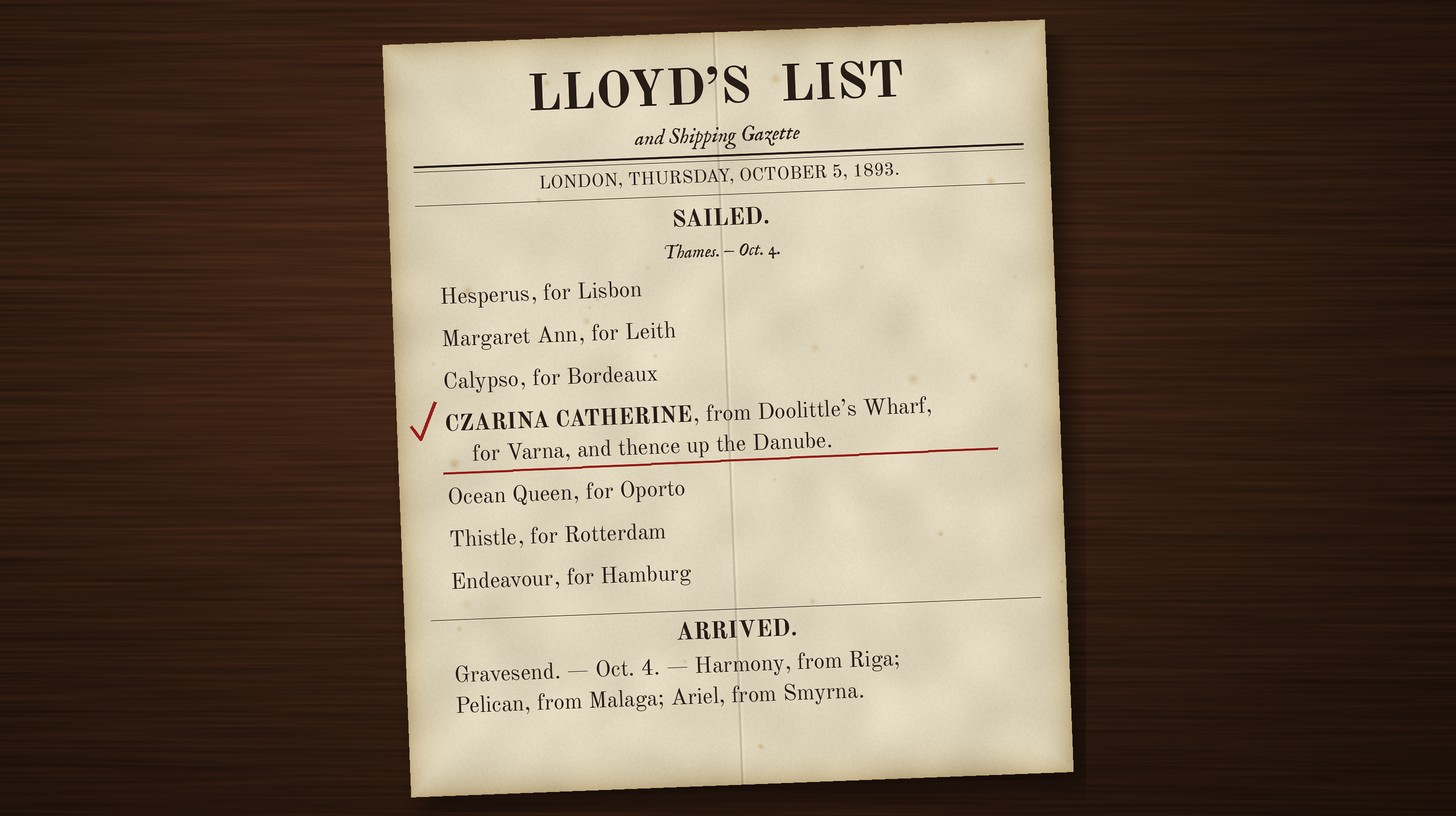 LLOYD’S LIST
and Shipping Gazette
LONDON, THURSDAY, OCTOBER 5, 1893.
SAILED.
Thames. – Oct. 4.
Hesperus, for Lisbon
Margaret Ann, for Leith
Calypso, for Bordeaux
CZARINA CATHERINE, from Doolittle’s Wharf,
for Varna, and thence up the Danube.
Ocean Queen, for Oporto
Thistle, for Rotterdam
Endeavour, for Hamburg
ARRIVED.
Gravesend. — Oct. 4. — Harmony, from Riga;
Pelican, from Malaga; Ariel, from Smyrna.